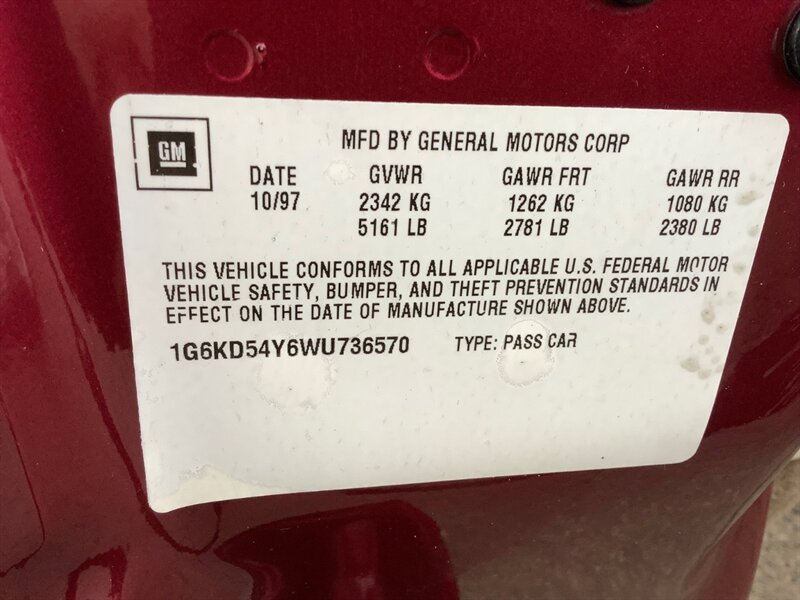 GM
MFD BY GENERAL MOTORS CORP
DATE GVWR GAWR FRT GAWR RR
10/97 2342 KG 1262 KG 1080 KG
5161 LB 2781 LB 2380 LB
THIS VEHICLE CONFORMS TO ALL APPLICABLE U.S. FEDERAL MOTOR
VEHICLE SAFETY, BUMPER, AND THEFT PREVENTION STANDARDS IN
EFFECT ON THE DATE OF MANUFACTURE SHOWN ABOVE.
1G6KD54Y6WU736570 TYPE: PASS CAR